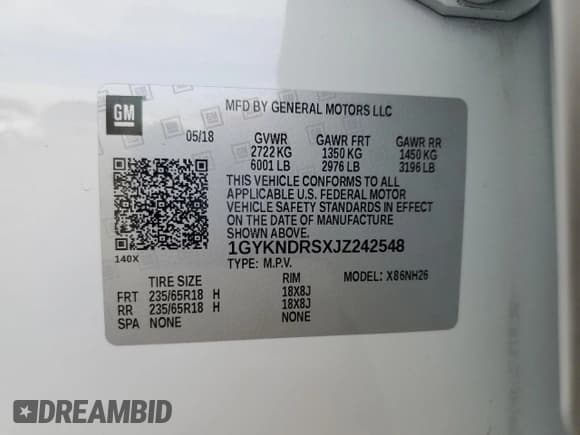 GM
MFD BY GENERAL MOTORS LLC
05/18 GVWR GAWR FRT GAWR RR
2722 KG 1350 KG 1450 KG
6001 LB 2976 LB 3196 LB
THIS VEHICLE CONFORMS TO ALL
APPLICABLE U.S. FEDERAL MOTOR
VEHICLE SAFETY STANDARDS IN EFFECT
ON THE DATE OF MANUFACTURE
SHOWN ABOVE.
140X
1GYKNDRSXJZ242548
TYPE: M.P.V. MODEL: X86NH26
TIRE SIZE RIM
FRT 235/65R18 H 18X8J
RR 235/65R18 H 18X8J
SPA NONE NONE
DREAMBID